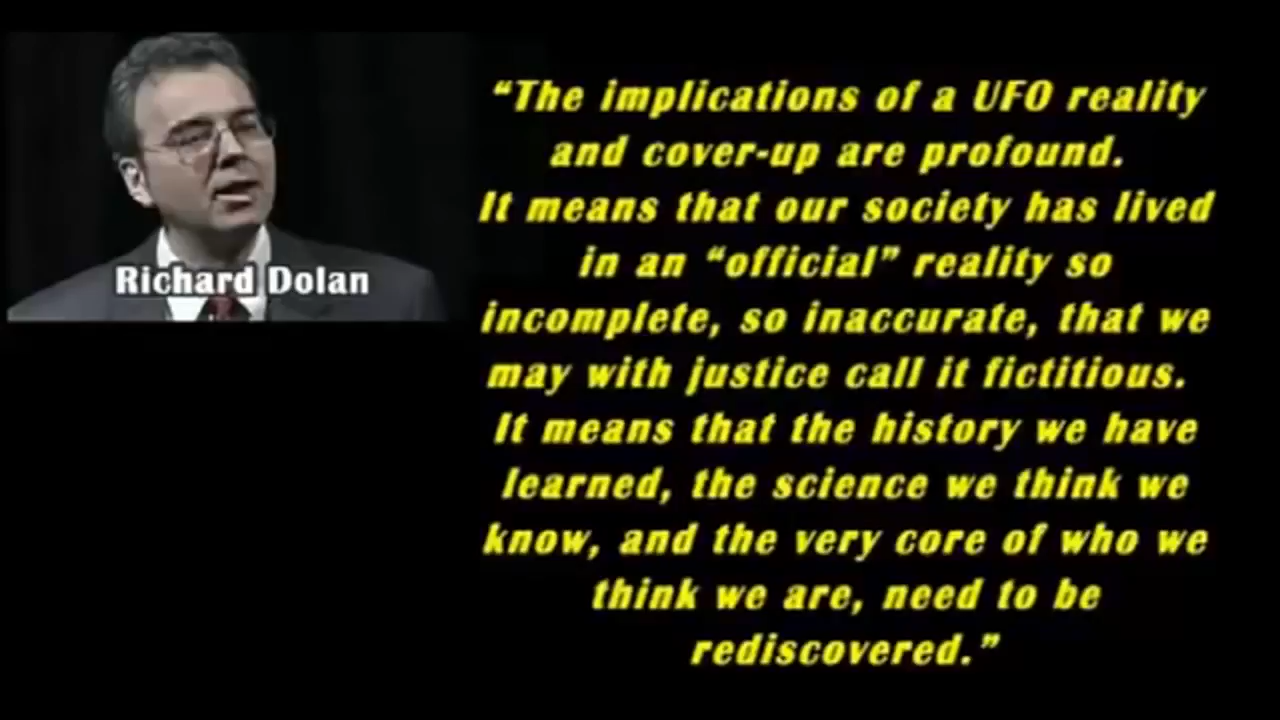 Richard Dolan
“The implications of a UFO reality
and cover-up are profound.
It means that our society has lived
in an “official” reality so
incomplete, so inaccurate, that we
may with justice call it fictitious.
It means that the history we have
learned, the science we think we
know, and the very core of who we
think we are, need to be
rediscovered.”